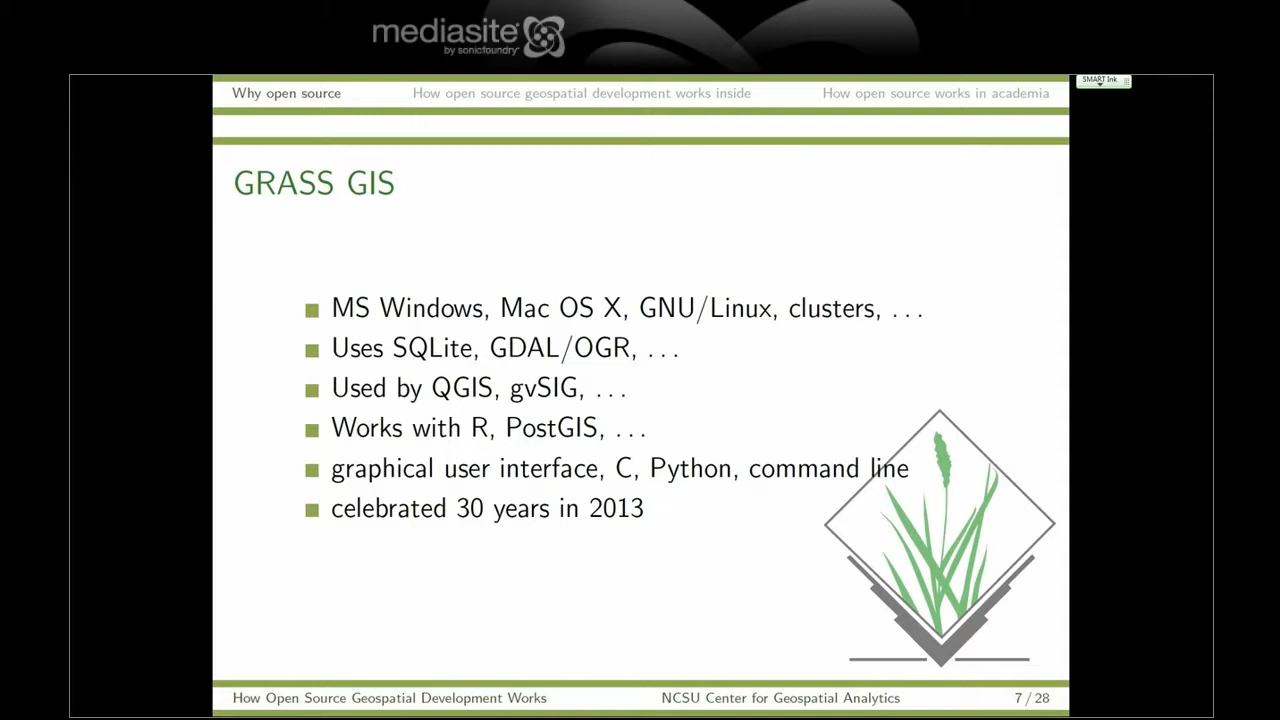 mediasite
by sonicfoundry
SMART Ink
Why open source How open source geospatial development works inside How open source works in academia
GRASS GIS
MS Windows, Mac OS X, GNU/Linux, clusters, ...
Uses SQLite, GDAL/OGR, ...
Used by QGIS, gvSIG, ...
Works with R, PostGIS, ...
graphical user interface, C, Python, command line
celebrated 30 years in 2013
How Open Source Geospatial Development Works NCSU Center for Geospatial Analytics 7 / 28